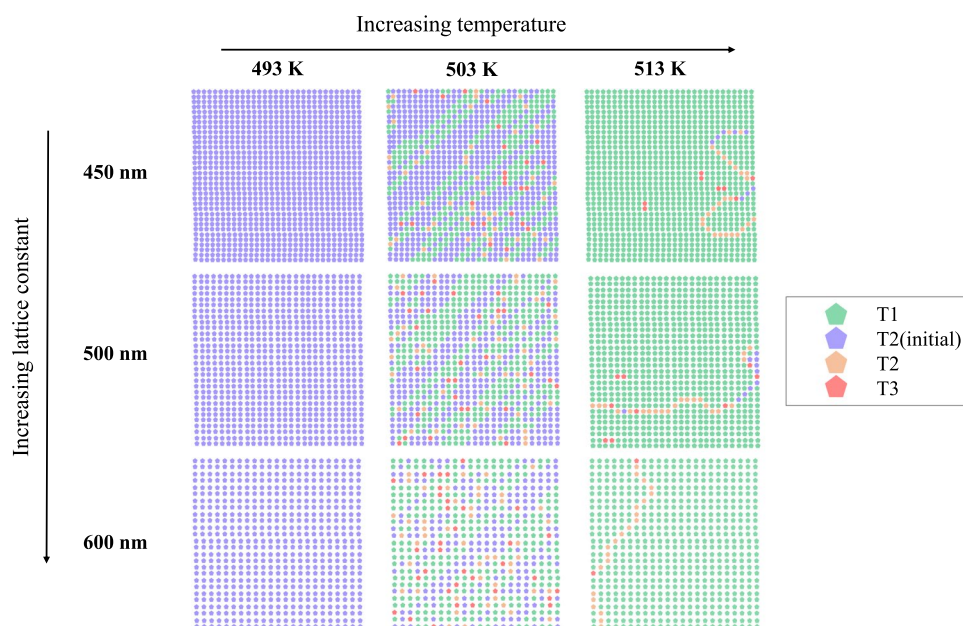 Increasing temperature
493 K
503 K
513 K
Increasing lattice constant
450 nm
500 nm
600 nm
T1
T2(initial)
T2
T3